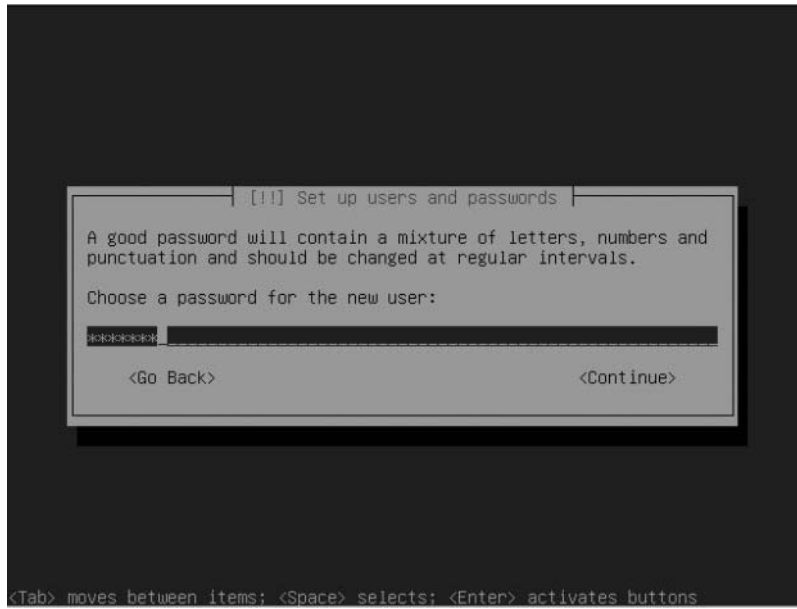 [!!] Set up users and passwords
A good password will contain a mixture of letters, numbers and
punctuation and should be changed at regular intervals.
Choose a password for the new user:
*******
<Go Back> <Continue>
<Tab> moves between items; <Space> selects; <Enter> activates buttons